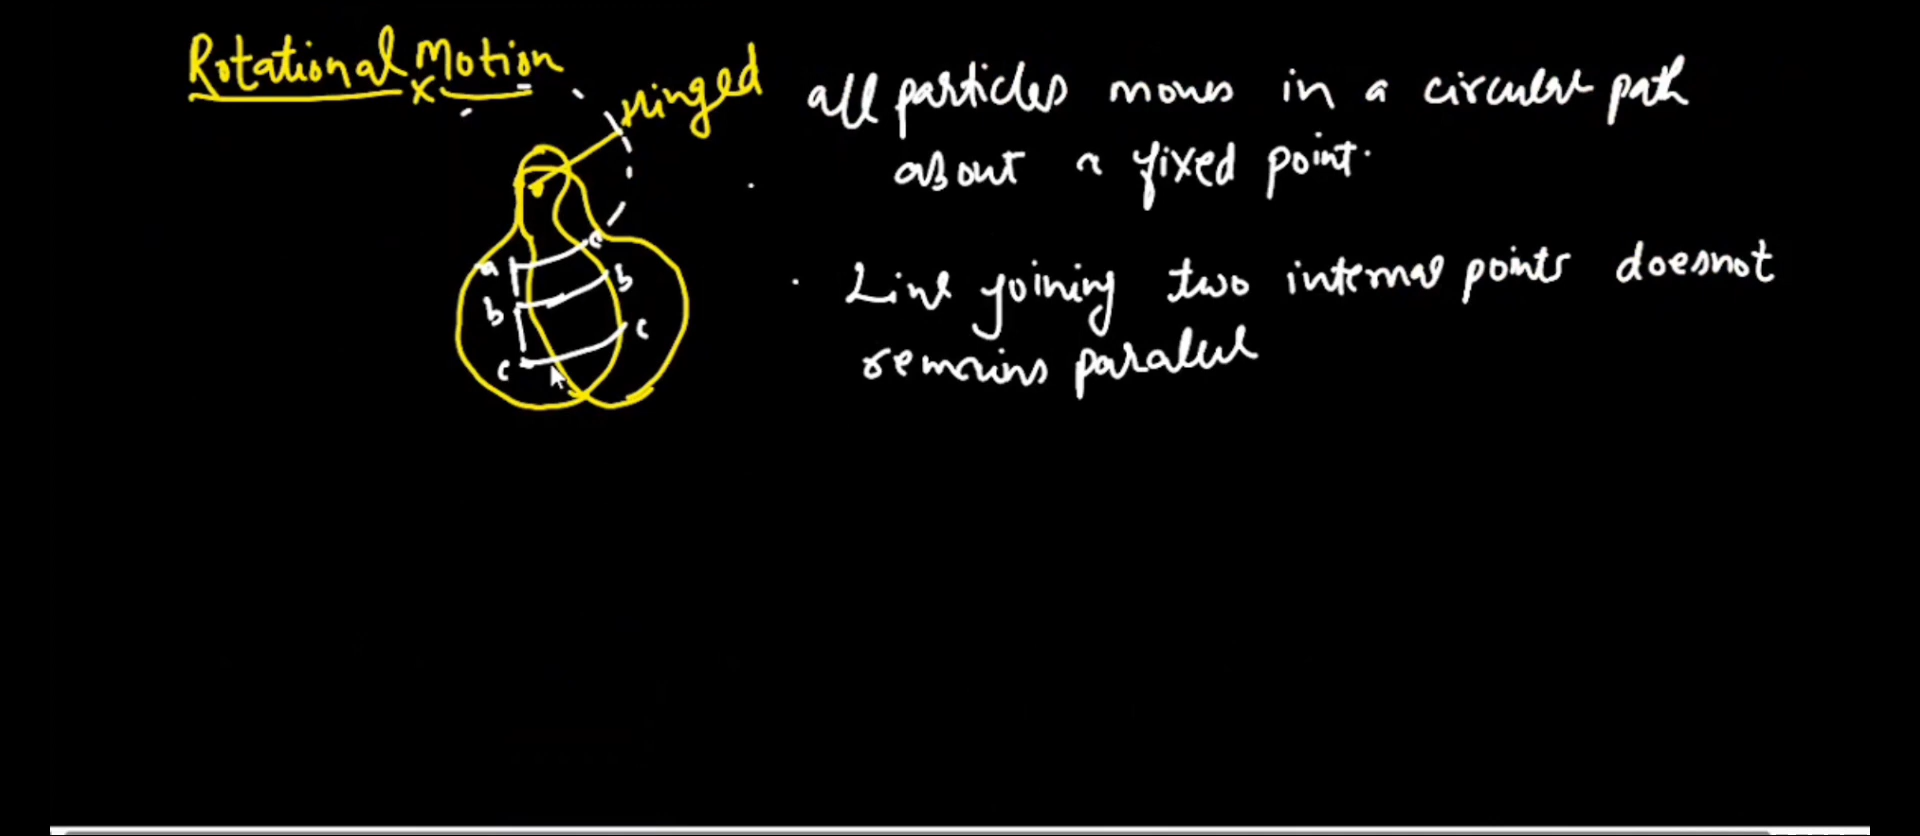 Rotational Motion
x
Hinged
all particles moves in a circular path
about a fixed point.
a
a
b
b
c
c
. Line joining two internal points doesnot
remains parallel